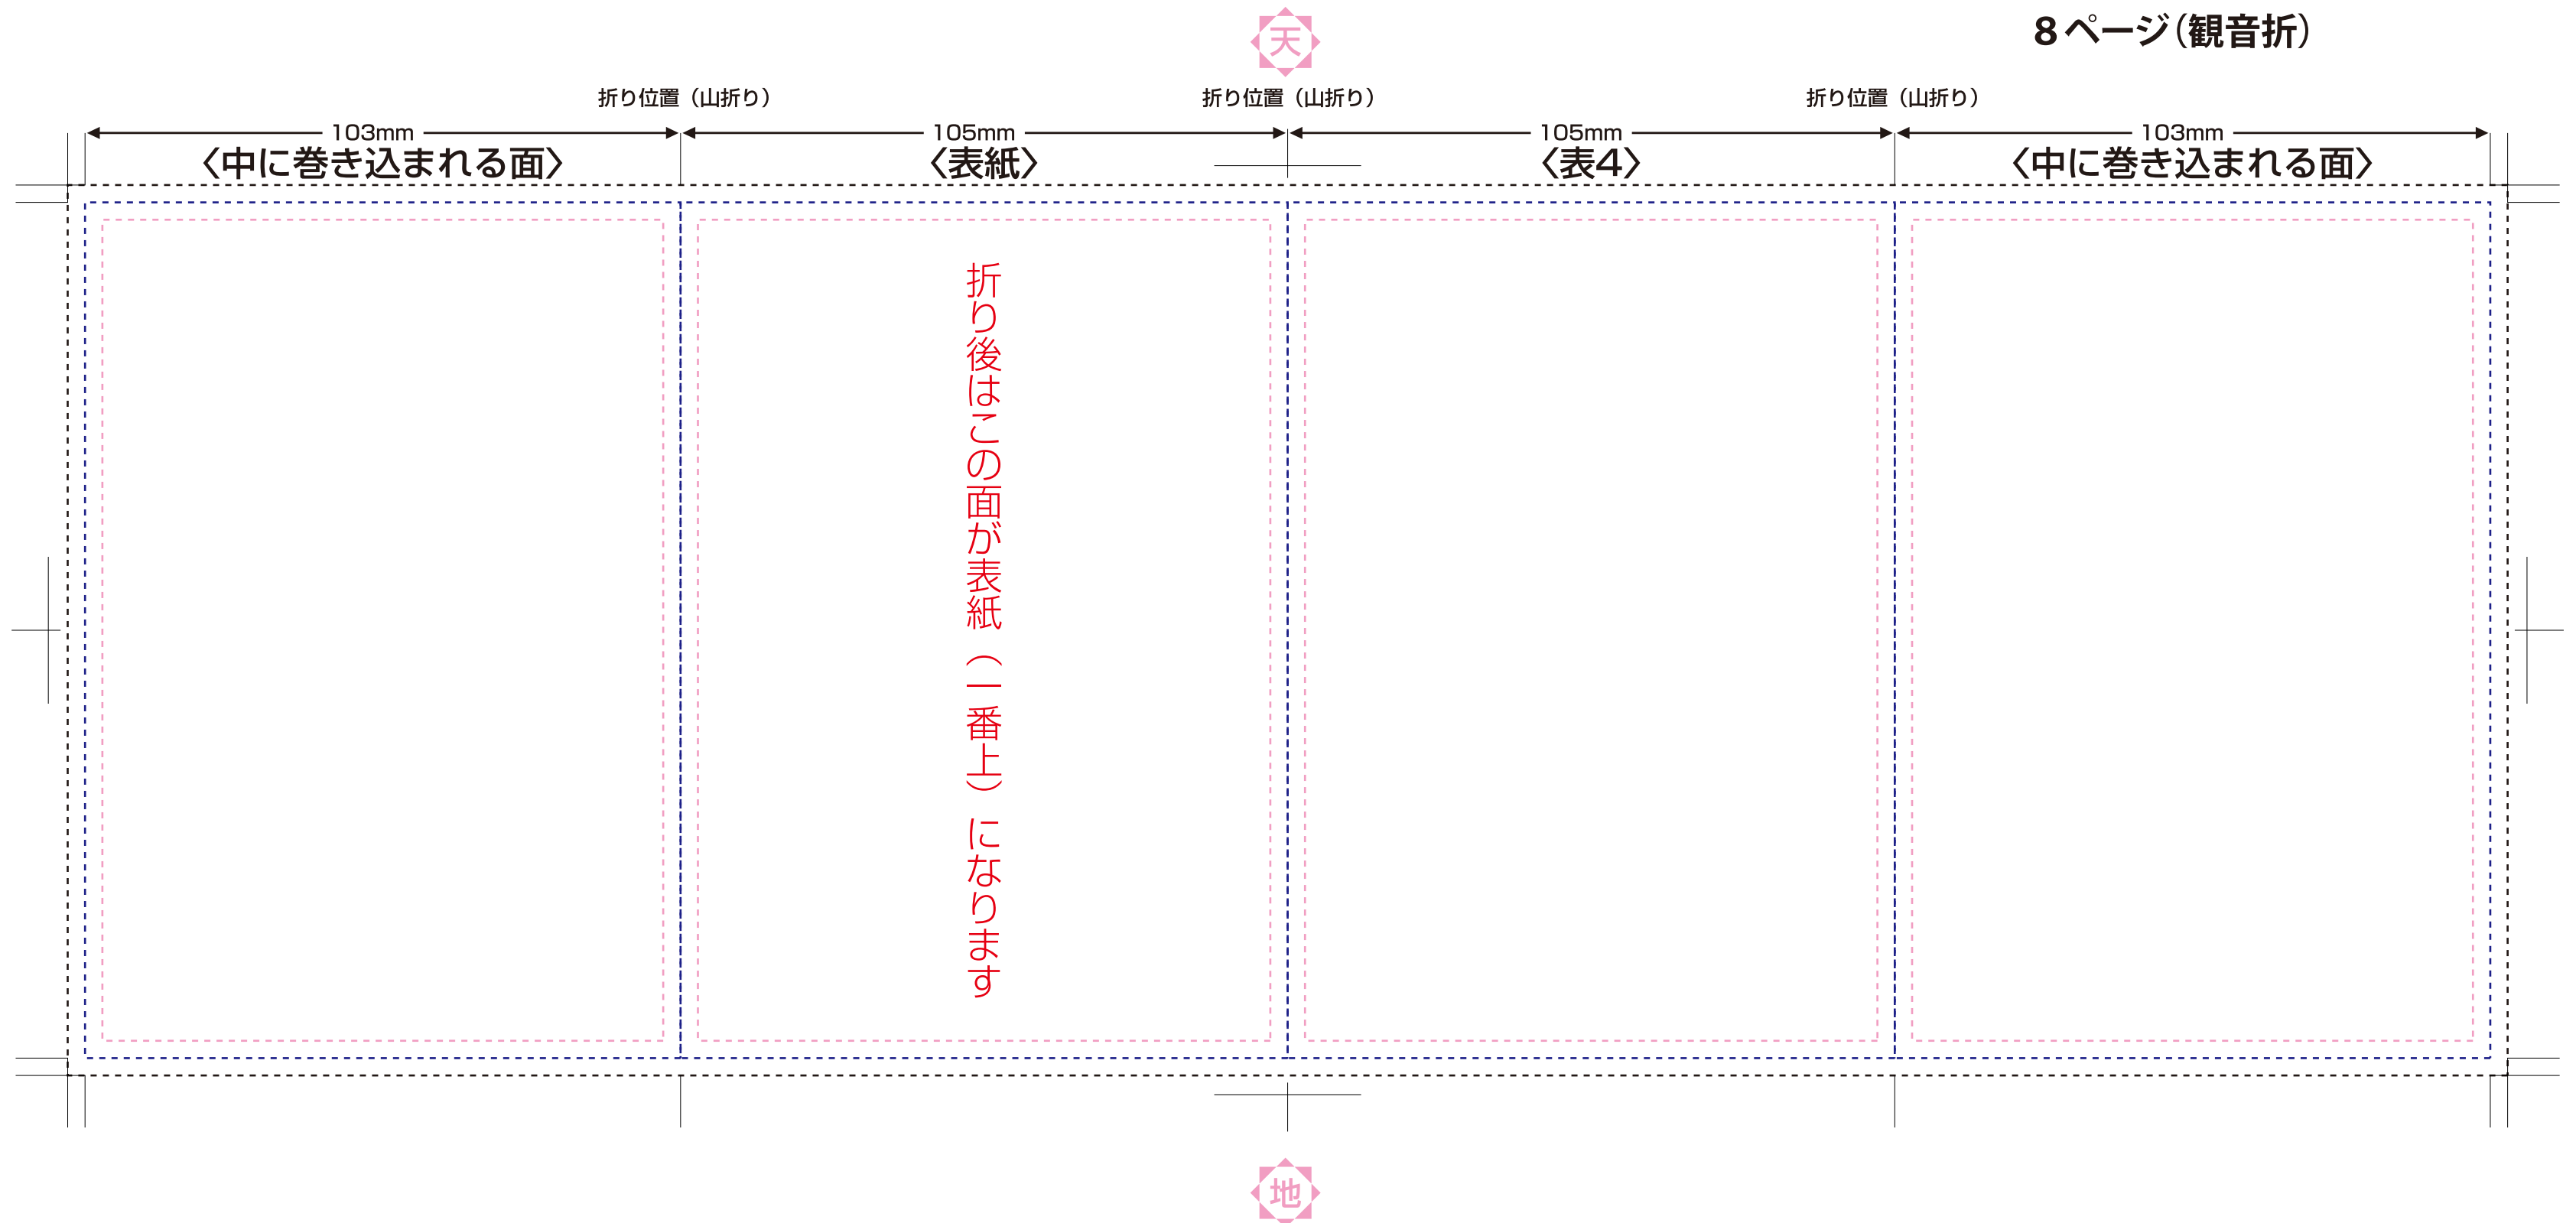 天
8ページ(観音折)
折り位置（山折り）
折り位置（山折り）
折り位置（山折り）
103mm
105mm
105mm
103mm
〈中に巻き込まれる面〉
〈表紙〉
〈表4〉
〈中に巻き込まれる面〉
折り後はこの面が表紙（一番上）になります
地